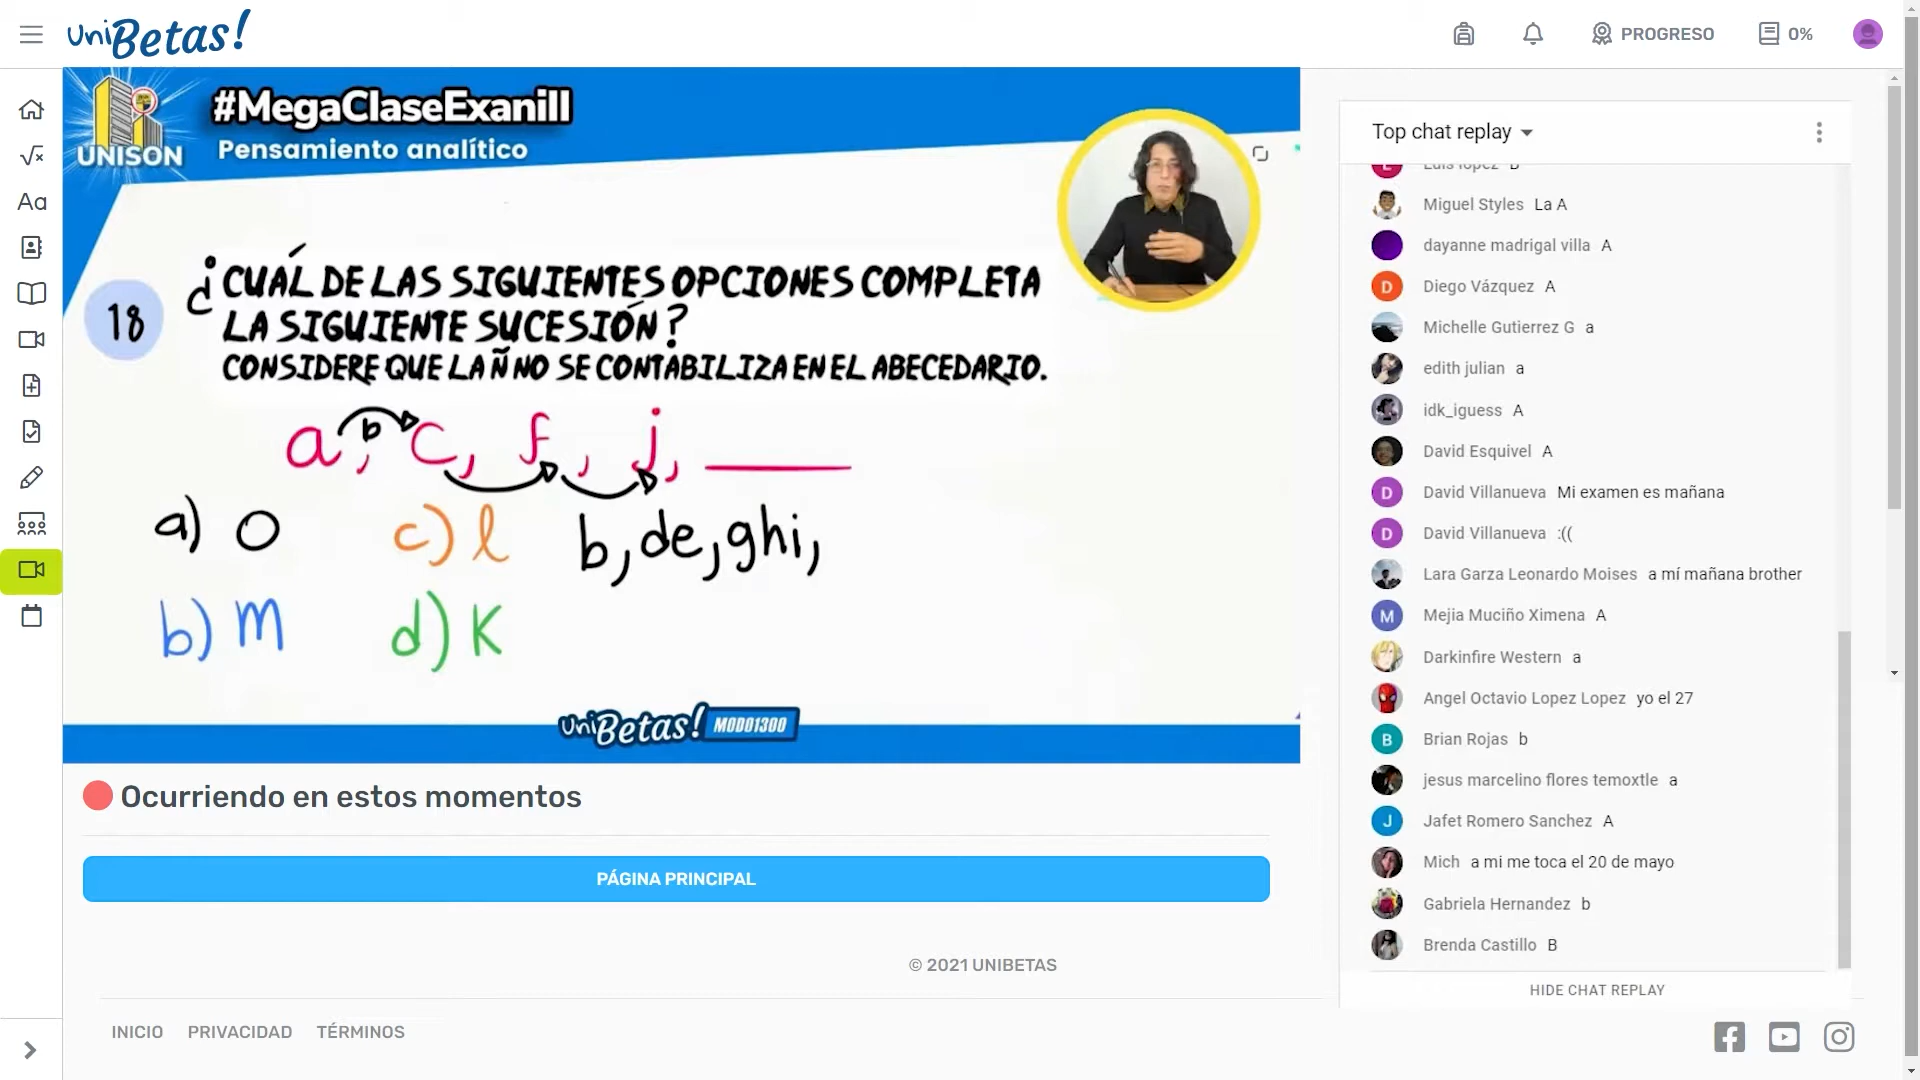 UniBetas!
PROGRESO
0%
UNISON
#MegaClaseExaniII
Pensamiento analítico
18
¿CUÁL DE LAS SIGUIENTES OPCIONES COMPLETA
LA SIGUIENTE SUCESIÓN?
CONSIDERE QUE LA Ñ NO SE CONTABILIZA EN EL ABECEDARIO.
b
a, c, f, j, ______
a) o
c) l
b, de, ghi,
b) m
d) k
UniBetas! MODO1300
Ocurriendo en estos momentos
PÁGINA PRINCIPAL
© 2021 UNIBETAS
INICIO PRIVACIDAD TÉRMINOS
Top chat replay
Luis lopez B
Miguel Styles La A
dayanne madrigal villa A
Diego Vázquez A
Michelle Gutierrez G a
edith julian a
idk_iguess A
David Esquivel A
D David Villanueva Mi examen es mañana
D David Villanueva :((
Lara Garza Leonardo Moises a mí mañana brother
M Mejia Muciño Ximena A
Darkinfire Western a
Angel Octavio Lopez Lopez yo el 27
B Brian Rojas b
jesus marcelino flores temoxtle a
J Jafet Romero Sanchez A
Mich a mi me toca el 20 de mayo
Gabriela Hernandez b
Brenda Castillo B
HIDE CHAT REPLAY